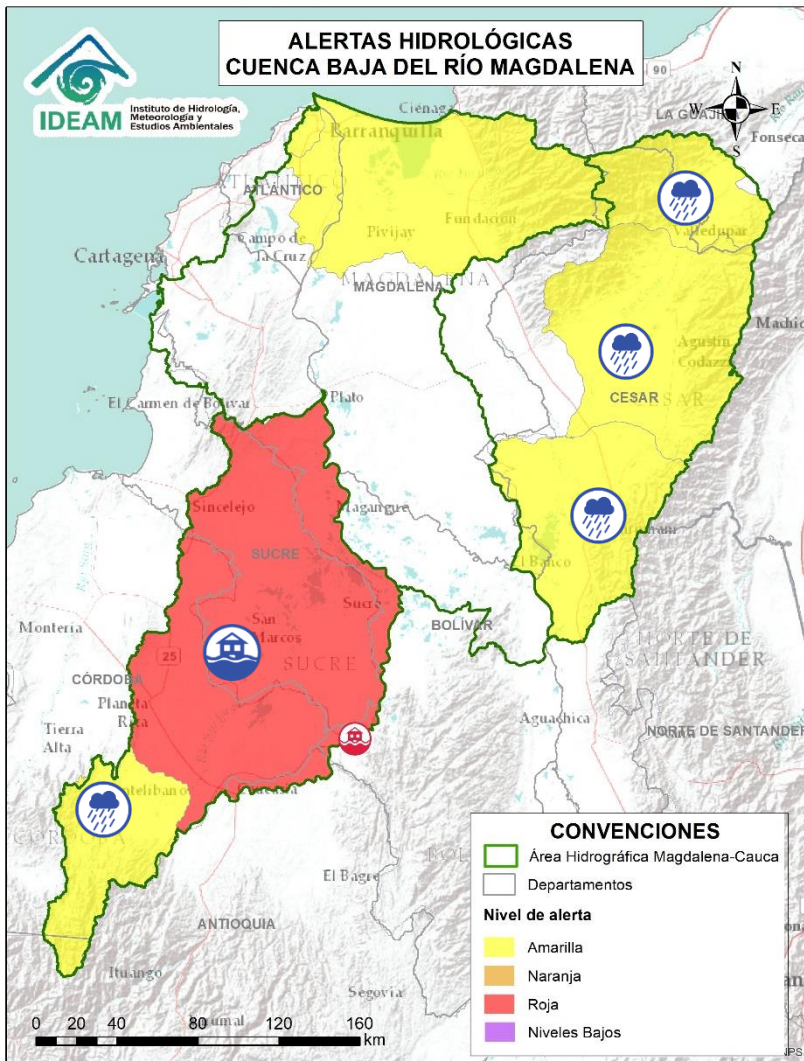 ALERTAS HIDROLÓGICAS
CUENCA BAJA DEL RÍO MAGDALENA
IDEAM
Instituto de Hidrología,
Meteorología y
Estudios Ambientales
90
N
W
E
S
Ciénaga
LA GUAJIRA
Fonseca
Barranquilla
ATLÁNTICO
Valledupar
Fundación
Pivijay
Campo de
la Cruz
Cartagena
MAGDALENA
MAGDALENA
Agustín
Codazzi
CESAR
El Carmen de Bolívar
Plato
Sincelejo
Magangue
SUCRE
El Banco
Sucre
San
Marcos
BOLÍVAR
Montería
25
SUCRE
NORTE DE
SANTANDER
CÓRDOBA
Planeta
Rica
Tierra
Alta
Aguachica
NORTE DE SANTANDER
El Bagre
ANTIOQUIA
Ituango
Segovia
0 20 40 80 120 160
km
CONVENCIONES
Área Hidrográfica Magdalena-Cauca
Departamentos
Nivel de alerta
Amarilla
Naranja
Roja
Niveles Bajos